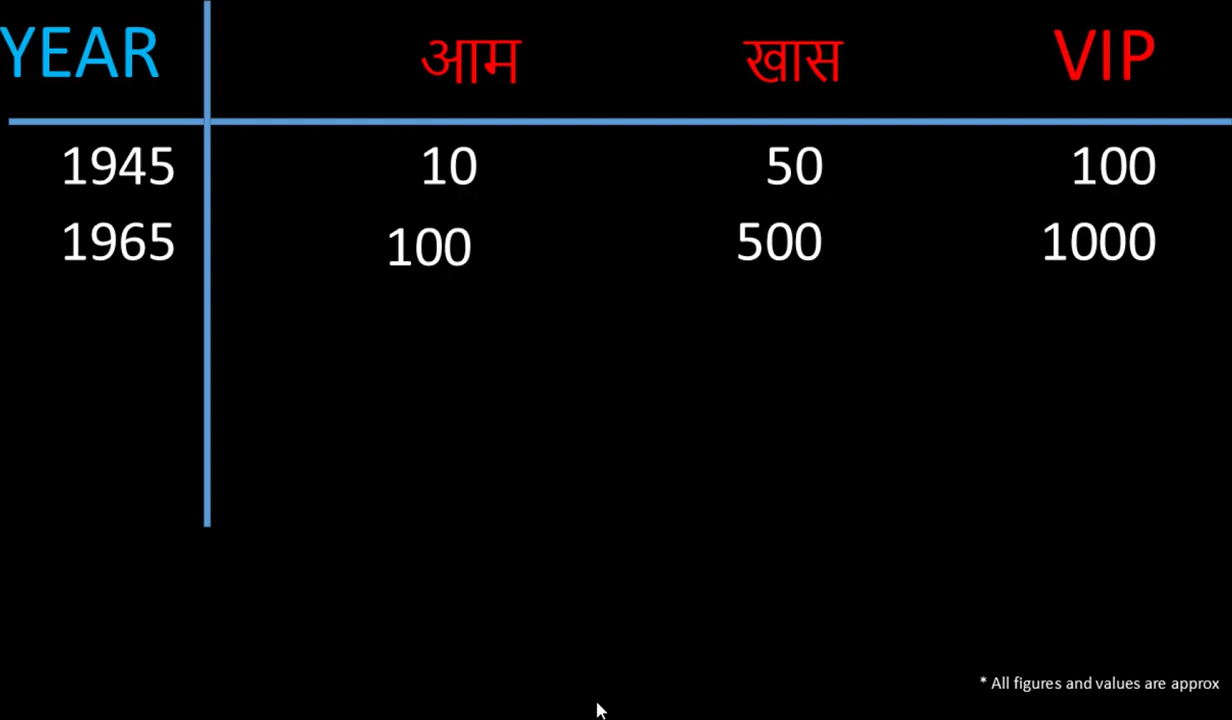 YEAR आम खास VIP
1945 10 50 100
1965 100 500 1000
* All figures and values are approx